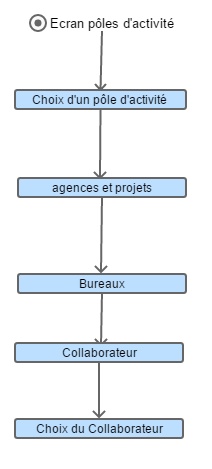 Ecran pôles d'activité
Choix d'un pôle d'activité
agences et projets
Bureaux
Collaborateur
Choix du Collaborateur